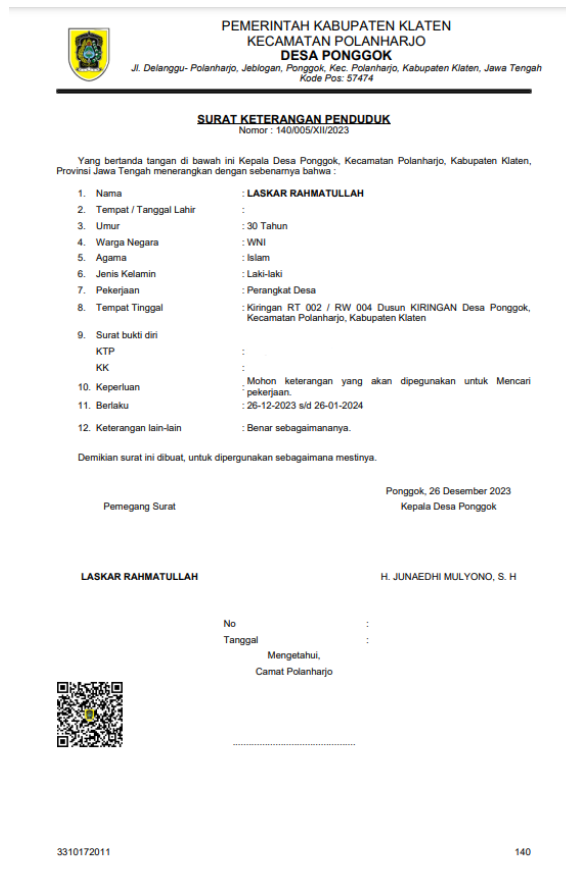 PEMERINTAH KABUPATEN KLATEN
KECAMATAN POLANHARJO
DESA PONGGOK
Jl. Delanggu- Polanharjo, Jeblogan, Ponggok, Kec. Polanharjo, Kabupaten Klaten, Jawa Tengah
Kode Pos: 57474
SURAT KETERANGAN PENDUDUK
Nomor : 140/005/XII/2023
Yang bertanda tangan di bawah ini Kepala Desa Ponggok, Kecamatan Polanharjo, Kabupaten Klaten,
Provinsi Jawa Tengah menerangkan dengan sebenarnya bahwa :
1. Nama : LASKAR RAHMATULLAH
2. Tempat / Tanggal Lahir :
3. Umur : 30 Tahun
4. Warga Negara : WNI
5. Agama : Islam
6. Jenis Kelamin : Laki-laki
7. Pekerjaan : Perangkat Desa
8. Tempat Tinggal : Kiringan RT 002 / RW 004 Dusun KIRINGAN Desa Ponggok,
Kecamatan Polanharjo, Kabupaten Klaten
9. Surat bukti diri
KTP :
KK :
10. Keperluan : Mohon keterangan yang akan dipegunakan untuk Mencari
pekerjaan.
11. Berlaku : 26-12-2023 s/d 26-01-2024
12. Keterangan lain-lain : Benar sebagaimananya.
Demikian surat ini dibuat, untuk dipergunakan sebagaimana mestinya.
Ponggok, 26 Desember 2023
Pemegang Surat Kepala Desa Ponggok
LASKAR RAHMATULLAH H. JUNAEDHI MULYONO, S. H
No :
Tanggal :
Mengetahui,
Camat Polanharjo
..............................................
3310172011 140